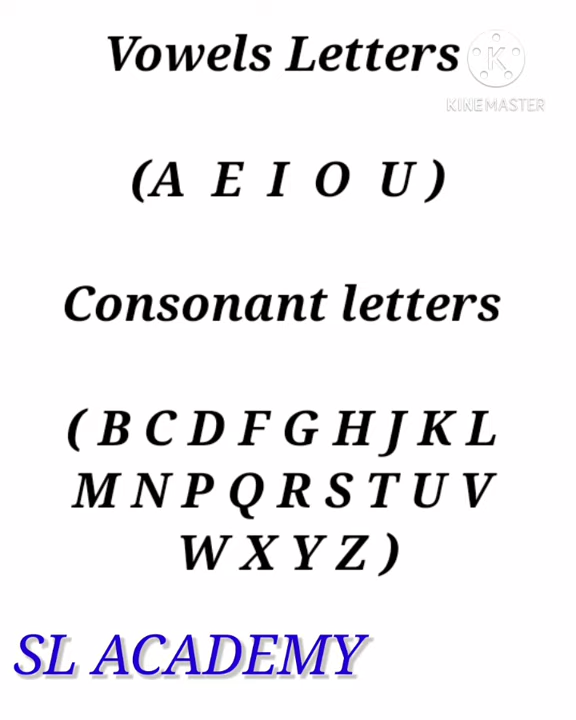 Vowels Letters
K
KINEMASTER
(A E I O U )
Consonant letters
( B C D F G H J K L
M N P Q R S T U V
W X Y Z )
SL ACADEMY